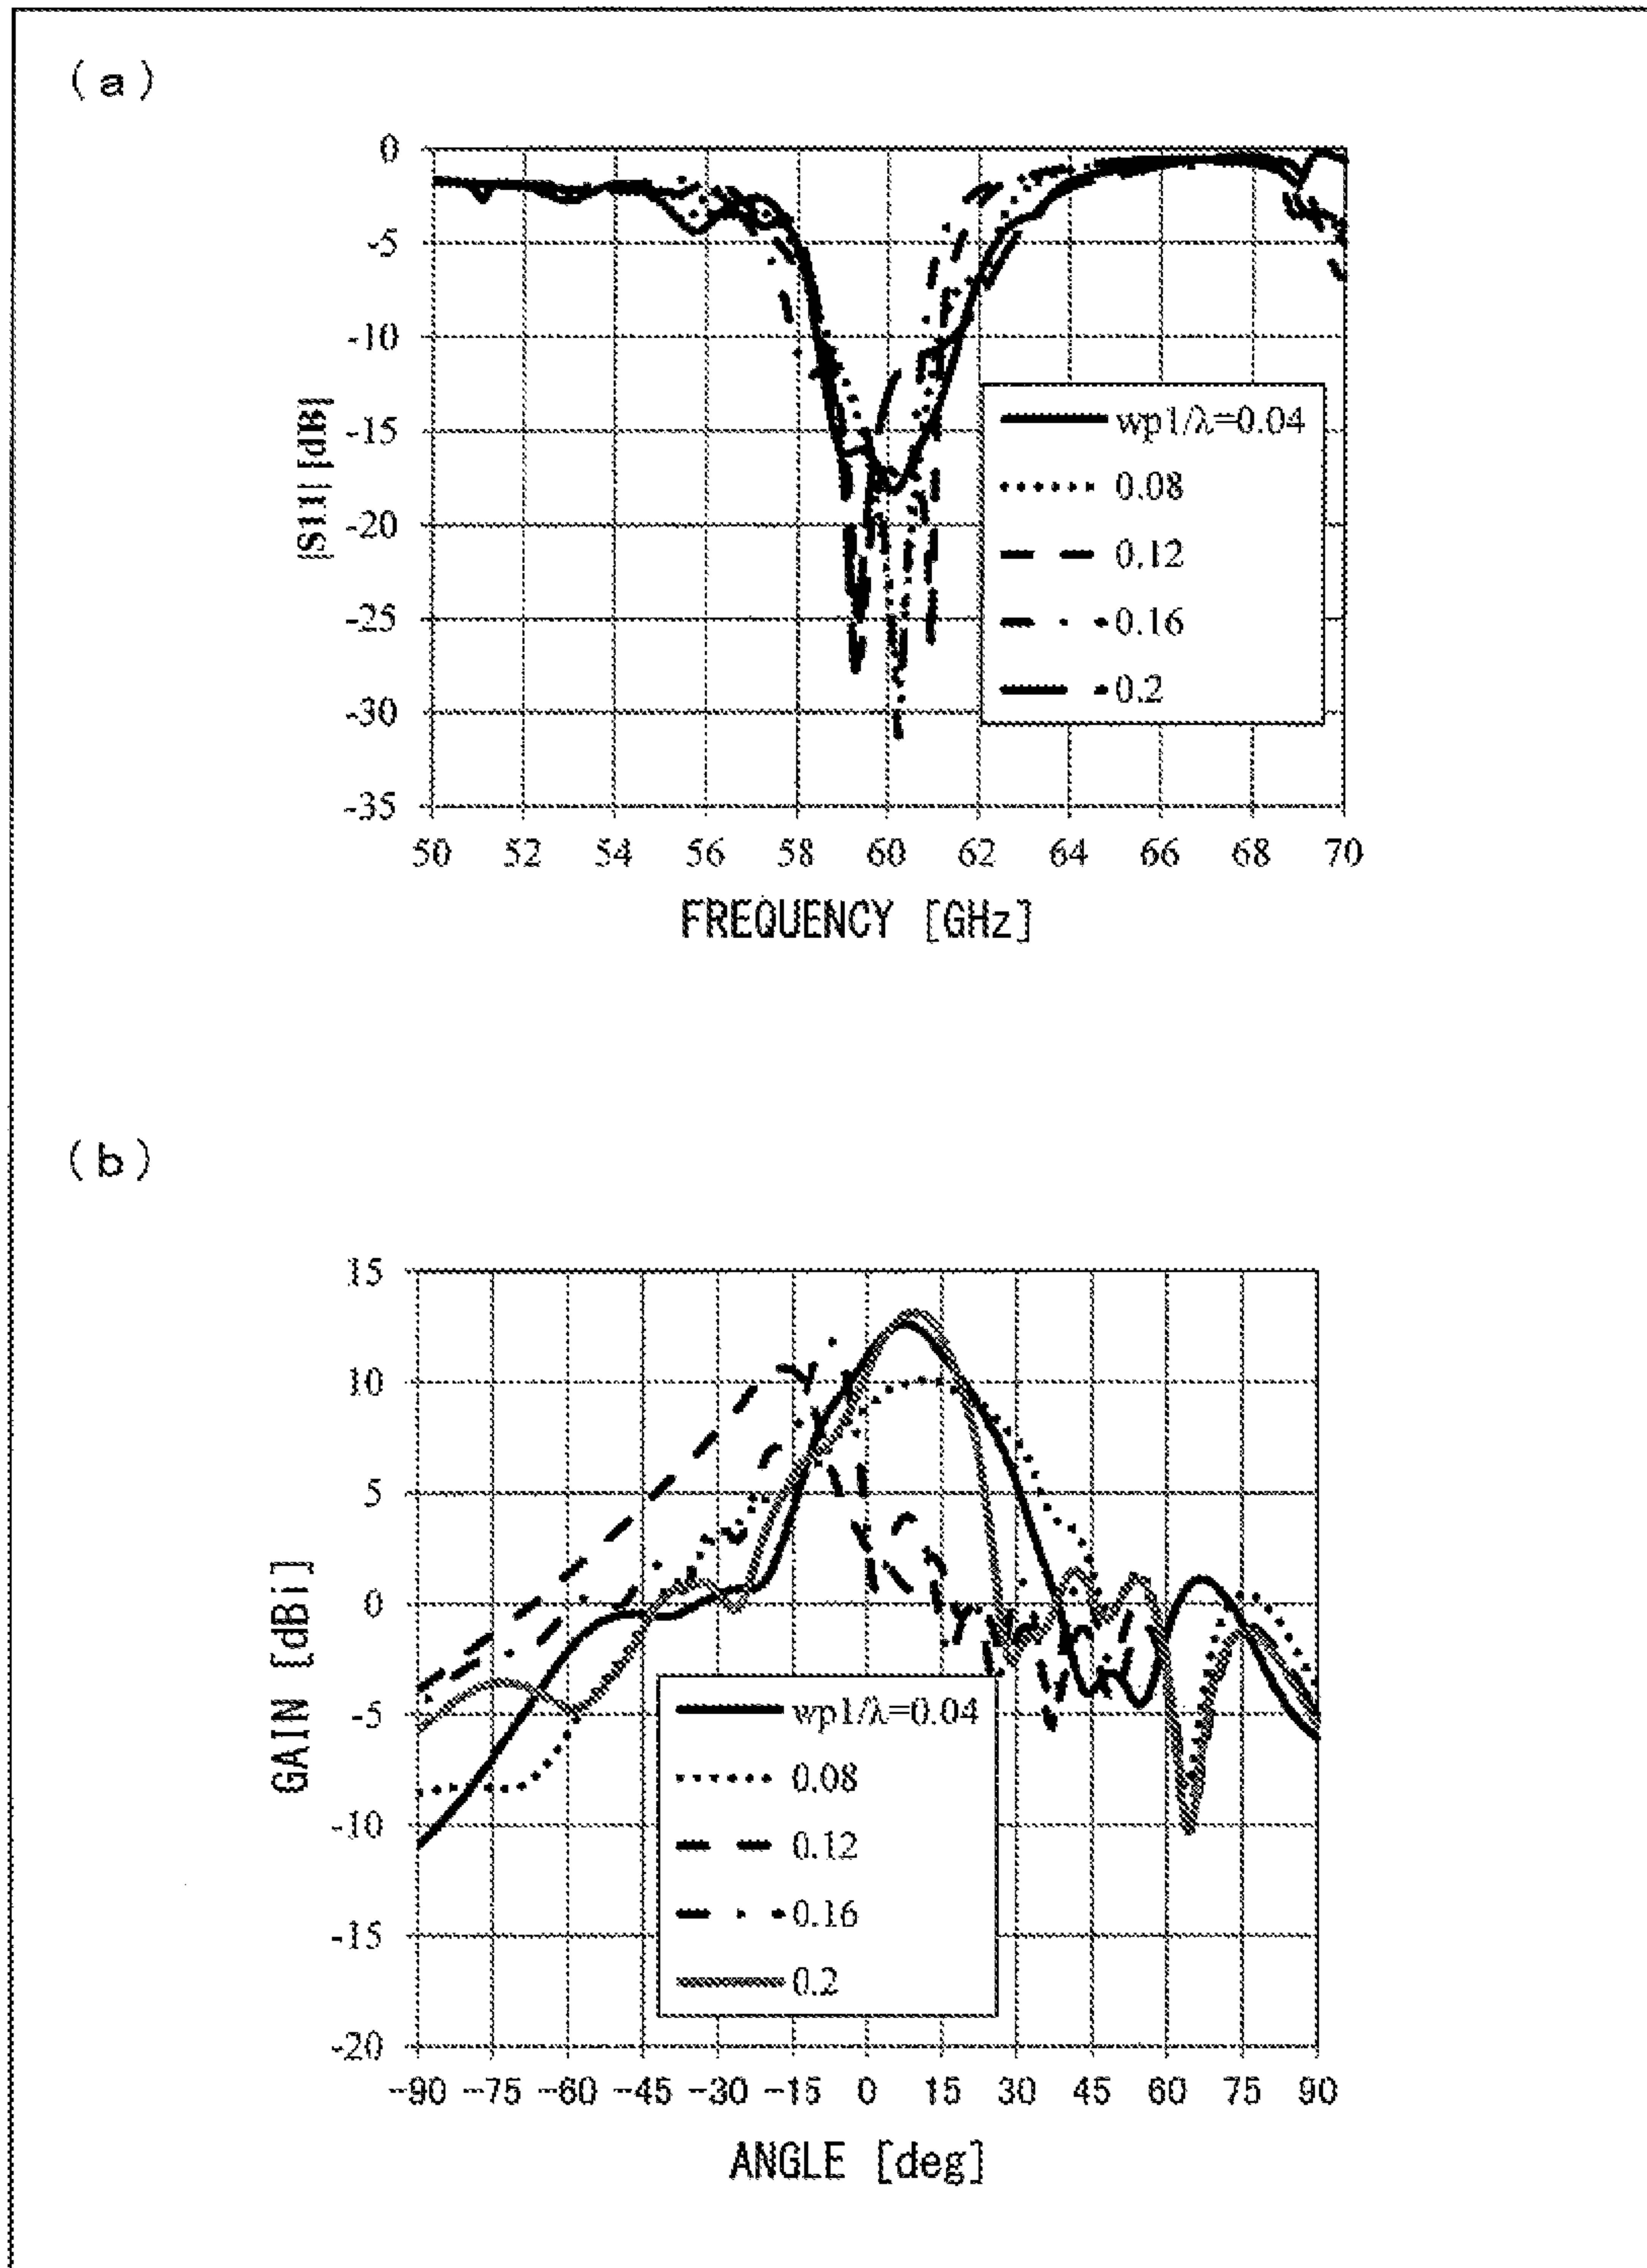 (a)
0
-5
-10
-15
-20
-25
-30
-35
|S11| [dB]
wp1/λ=0.04
0.08
0.12
0.16
0.2
50 52 54 56 58 60 62 64 66 68 70
FREQUENCY [GHz]
(b)
15
10
5
0
-5
-10
-15
-20
GAIN [dBi]
wp1/λ=0.04
0.08
0.12
0.16
0.2
-90 -75 -60 -45 -30 -15 0 15 30 45 60 75 90
ANGLE [deg]